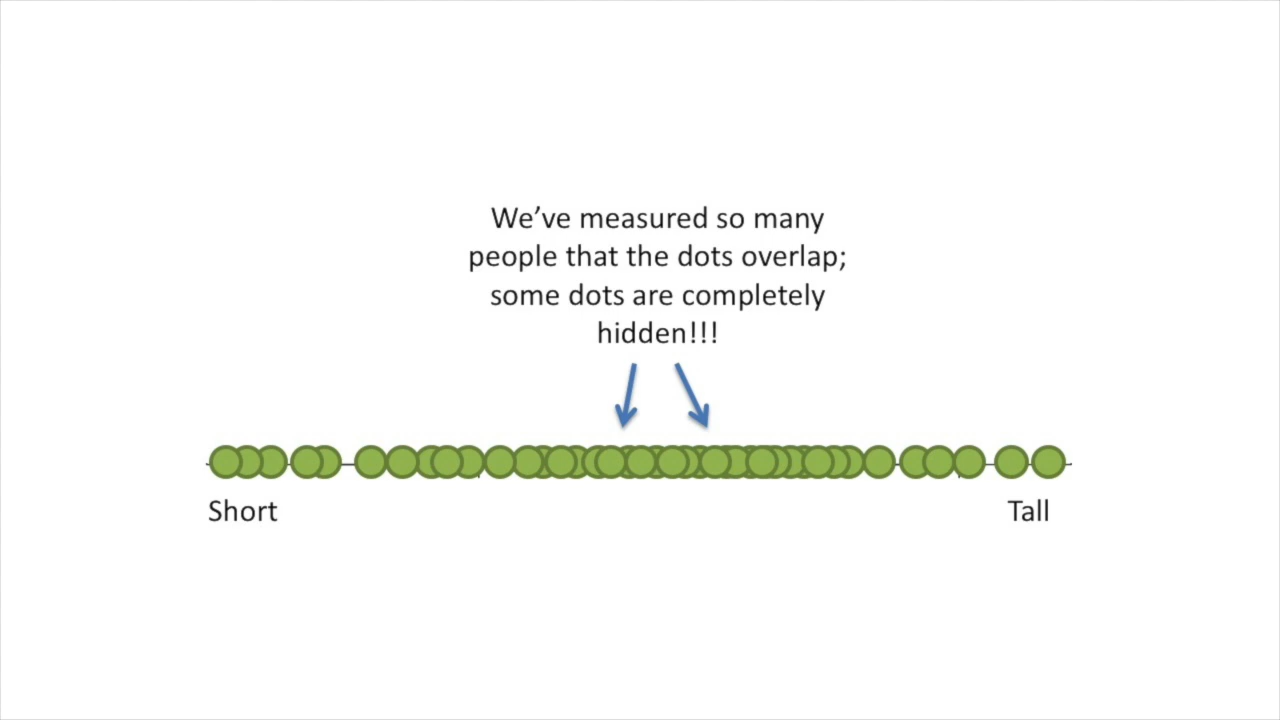 We’ve measured so many
people that the dots overlap;
some dots are completely
hidden!!!
Short
Tall